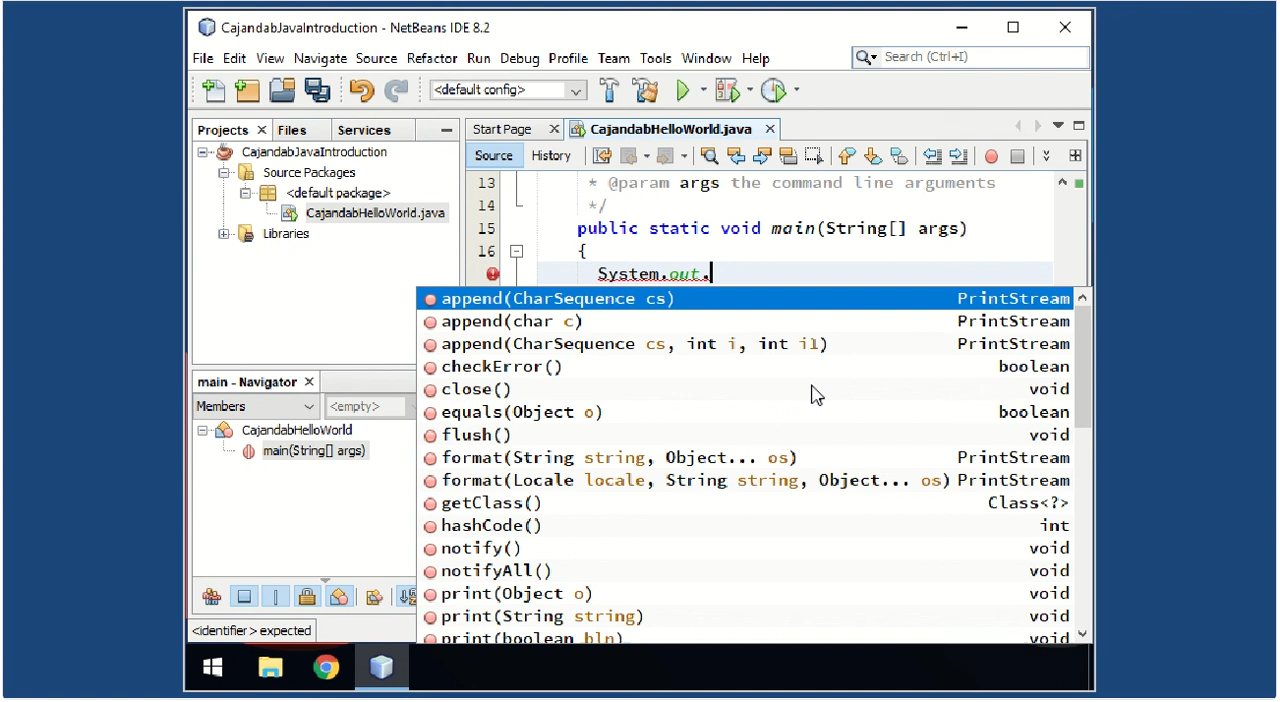 CajandabJavaIntroduction - NetBeans IDE 8.2
File Edit View Navigate Source Refactor Run Debug Profile Team Tools Window Help
Search (Ctrl+I)
<default config>
Projects Files Services
Start Page CajandabHelloWorld.java
CajandabJavaIntroduction
Source Packages
<default package>
CajandabHelloWorld.java
Libraries
Source History
13 * @param args the command line arguments
14 */
15 public static void main(String[] args)
16 {
System.out.
append(CharSequence cs) PrintStream
append(char c) PrintStream
append(CharSequence cs, int i, int i1) PrintStream
checkError() boolean
close() void
equals(Object o) boolean
flush() void
format(String string, Object... os) PrintStream
format(Locale locale, String string, Object... os) PrintStream
getClass() Class<?>
hashCode() int
notify() void
notifyAll() void
print(Object o) void
print(String string) void
print(boolean bln) void
main - Navigator
Members <empty>
CajandabHelloWorld
main(String[] args)
<identifier> expected